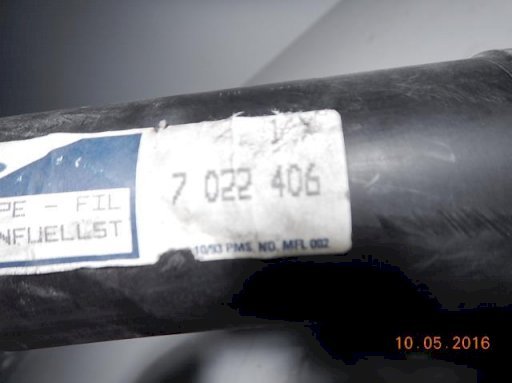 7 022 406
PE - FIL
NFUELLST
10/93 PMS. NO. MFL 002
10.05.2016